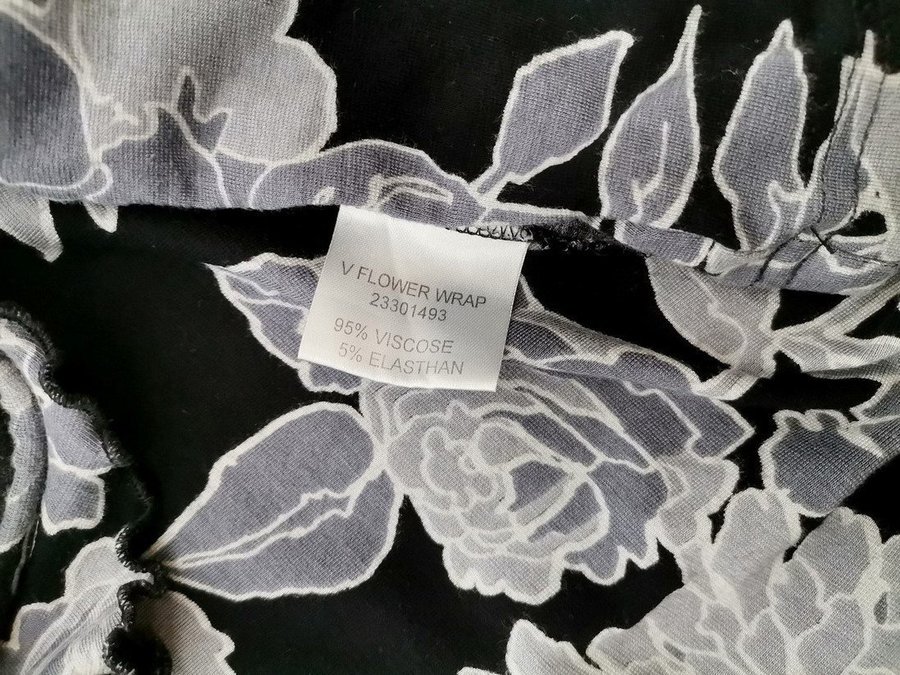 V FLOWER WRAP
23301493
95% VISCOSE
5% ELASTHAN